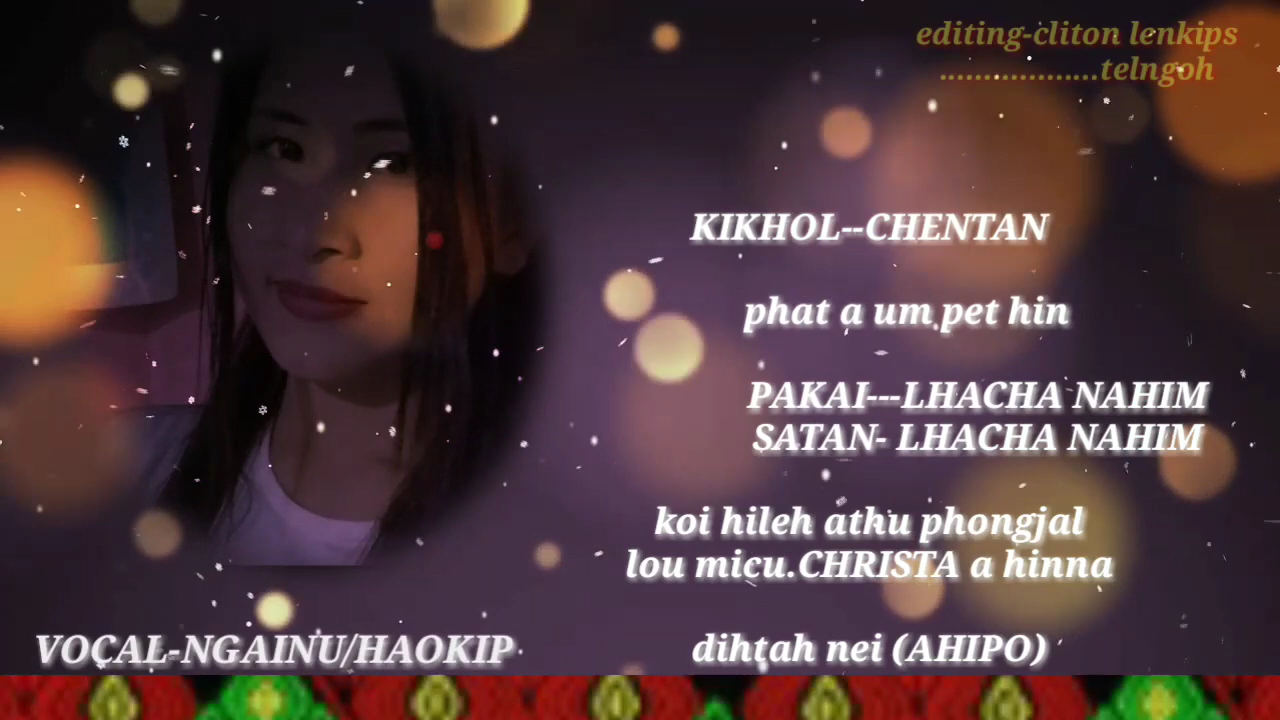 editing-cliton lenkips
..................telngoh
KIKHOL--CHENTAN
phat a um pet hin
PAKAI---LHACHA NAHIM
SATAN- LHACHA NAHIM
koi hileh athu phongjal
lou micu.CHRISTA a hinna
dihtah nei (AHIPO)
VOCAL-NGAINU/HAOKIP